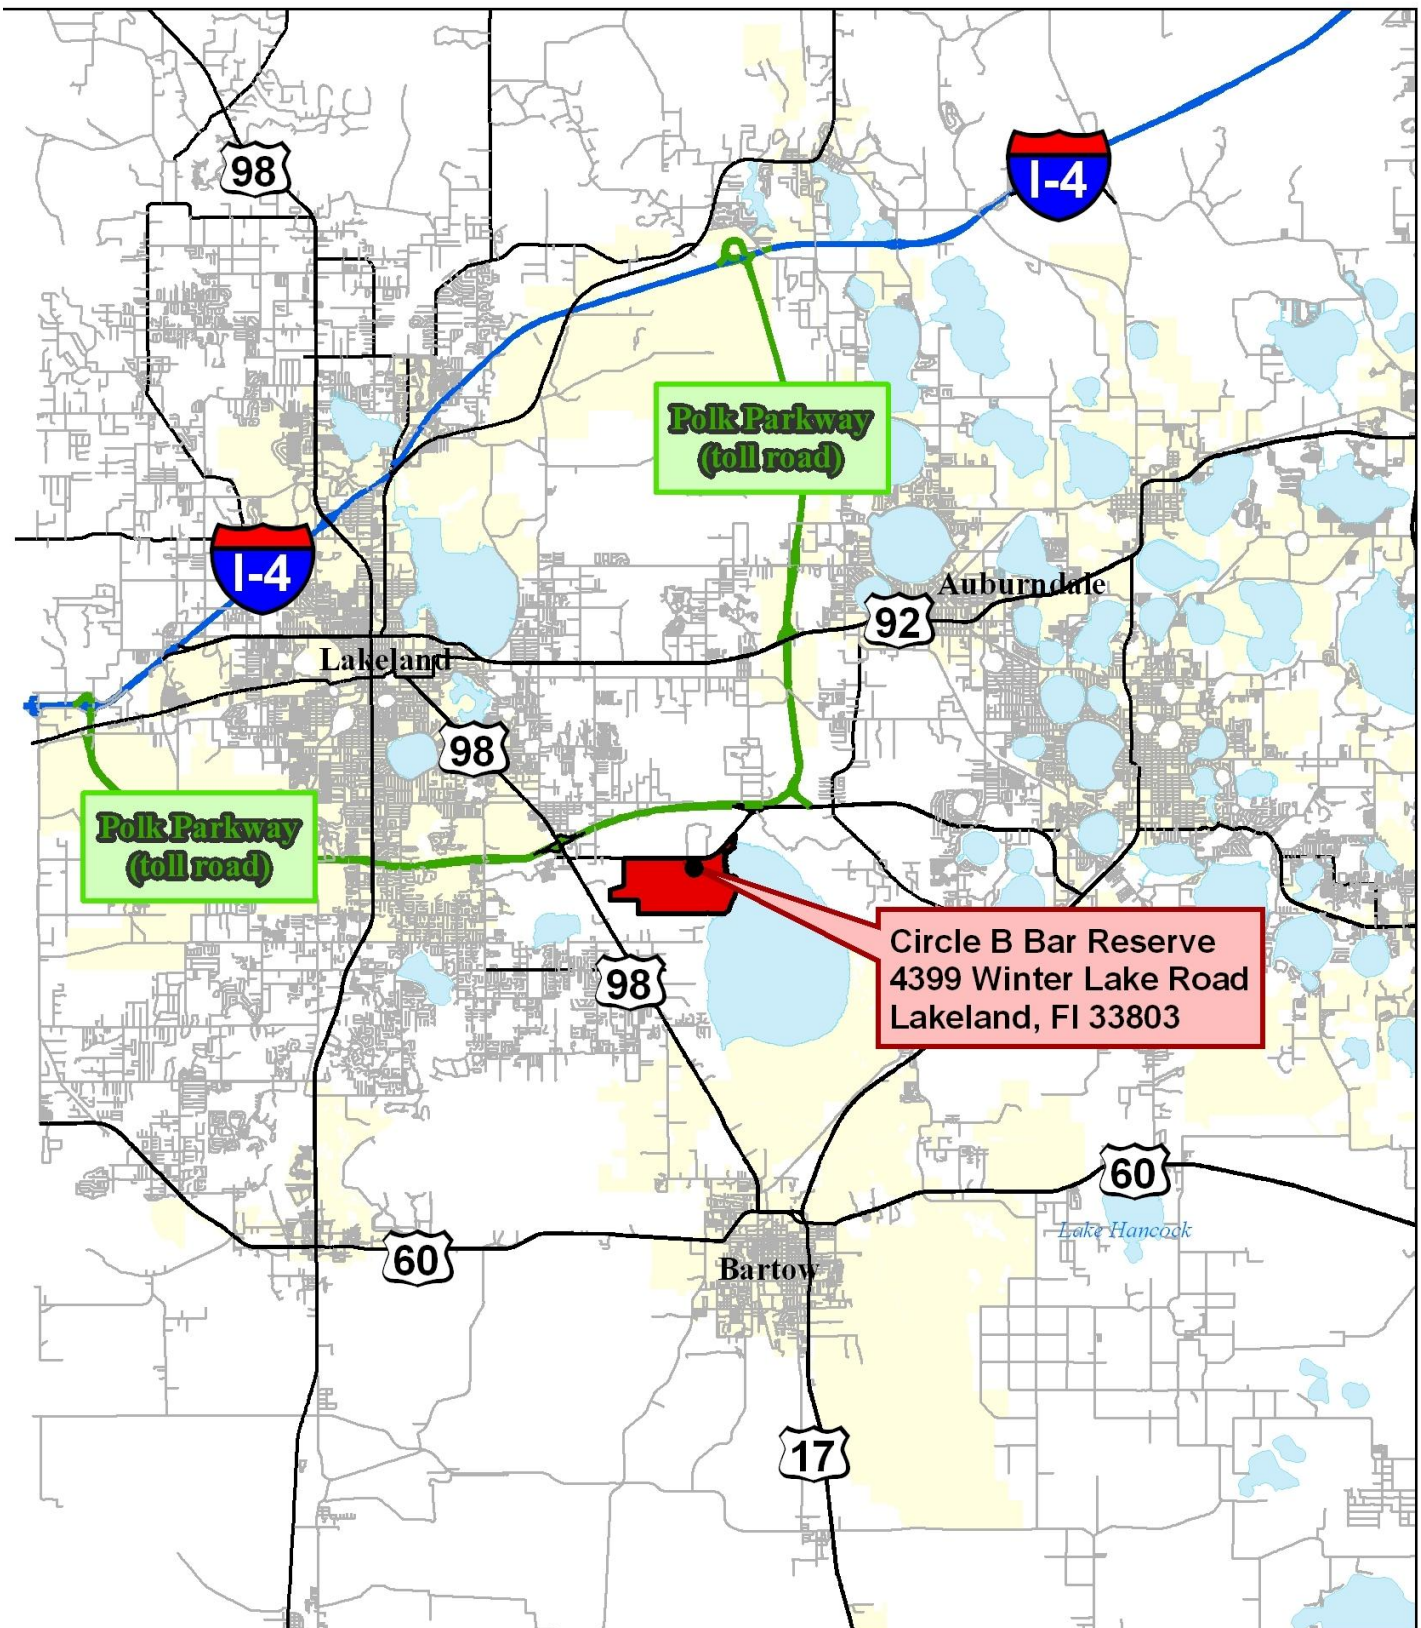 98
I-4
Polk Parkway
(toll road)
I-4
Auburndale
92
Lakeland
98
Polk Parkway
(toll road)
Circle B Bar Reserve
4399 Winter Lake Road
Lakeland, Fl 33803
98
60
Lake Hancock
60
Bartow
17